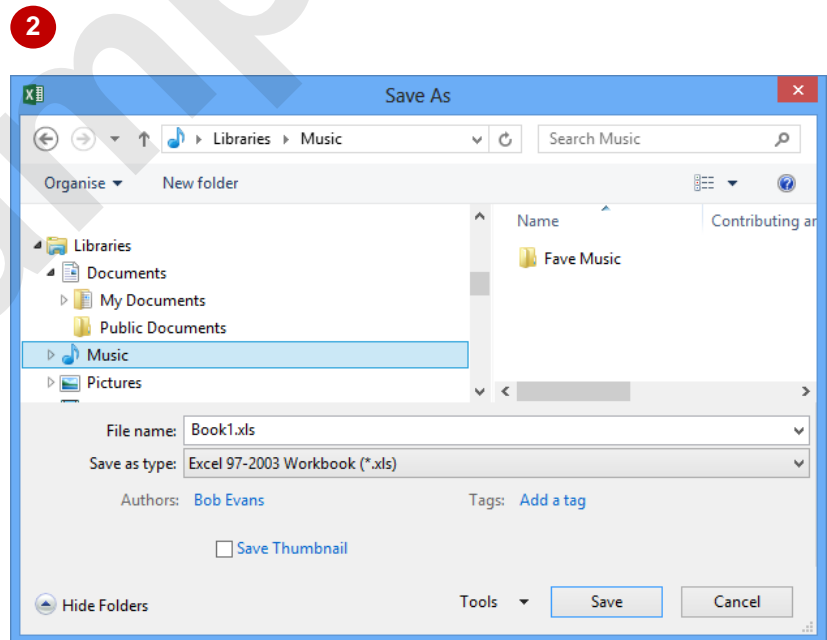 2
Save As
Libraries Music
Search Music
Organise New folder
Name Contributing ar
Libraries
Documents
My Documents
Public Documents
Music
Pictures
Fave Music
File name: Book1.xls
Save as type: Excel 97-2003 Workbook (*.xls)
Authors: Bob Evans Tags: Add a tag
Save Thumbnail
Hide Folders Tools Save Cancel